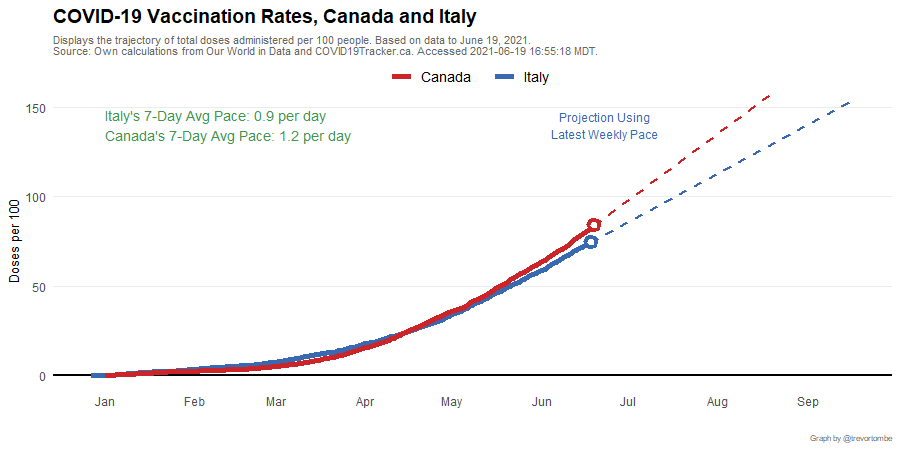 COVID-19 Vaccination Rates, Canada and Italy
Displays the trajectory of total doses administered per 100 people. Based on data to June 19, 2021.
Source: Own calculations from Our World in Data and COVID19Tracker.ca. Accessed 2021-06-19 16:55:18 MDT.
Canada Italy
Italy's 7-Day Avg Pace: 0.9 per day
Canada's 7-Day Avg Pace: 1.2 per day
Projection Using
Latest Weekly Pace
Doses per 100
150
100
50
0
Jan Feb Mar Apr May Jun Jul Aug Sep
Graph by @trevortombe